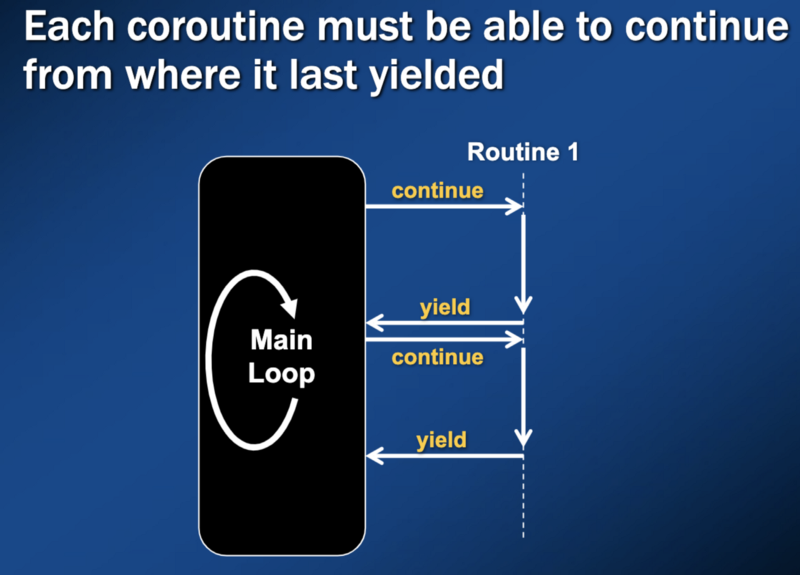 Each coroutine must be able to continue
from where it last yielded
Routine 1
continue
yield
continue
Main
Loop
yield